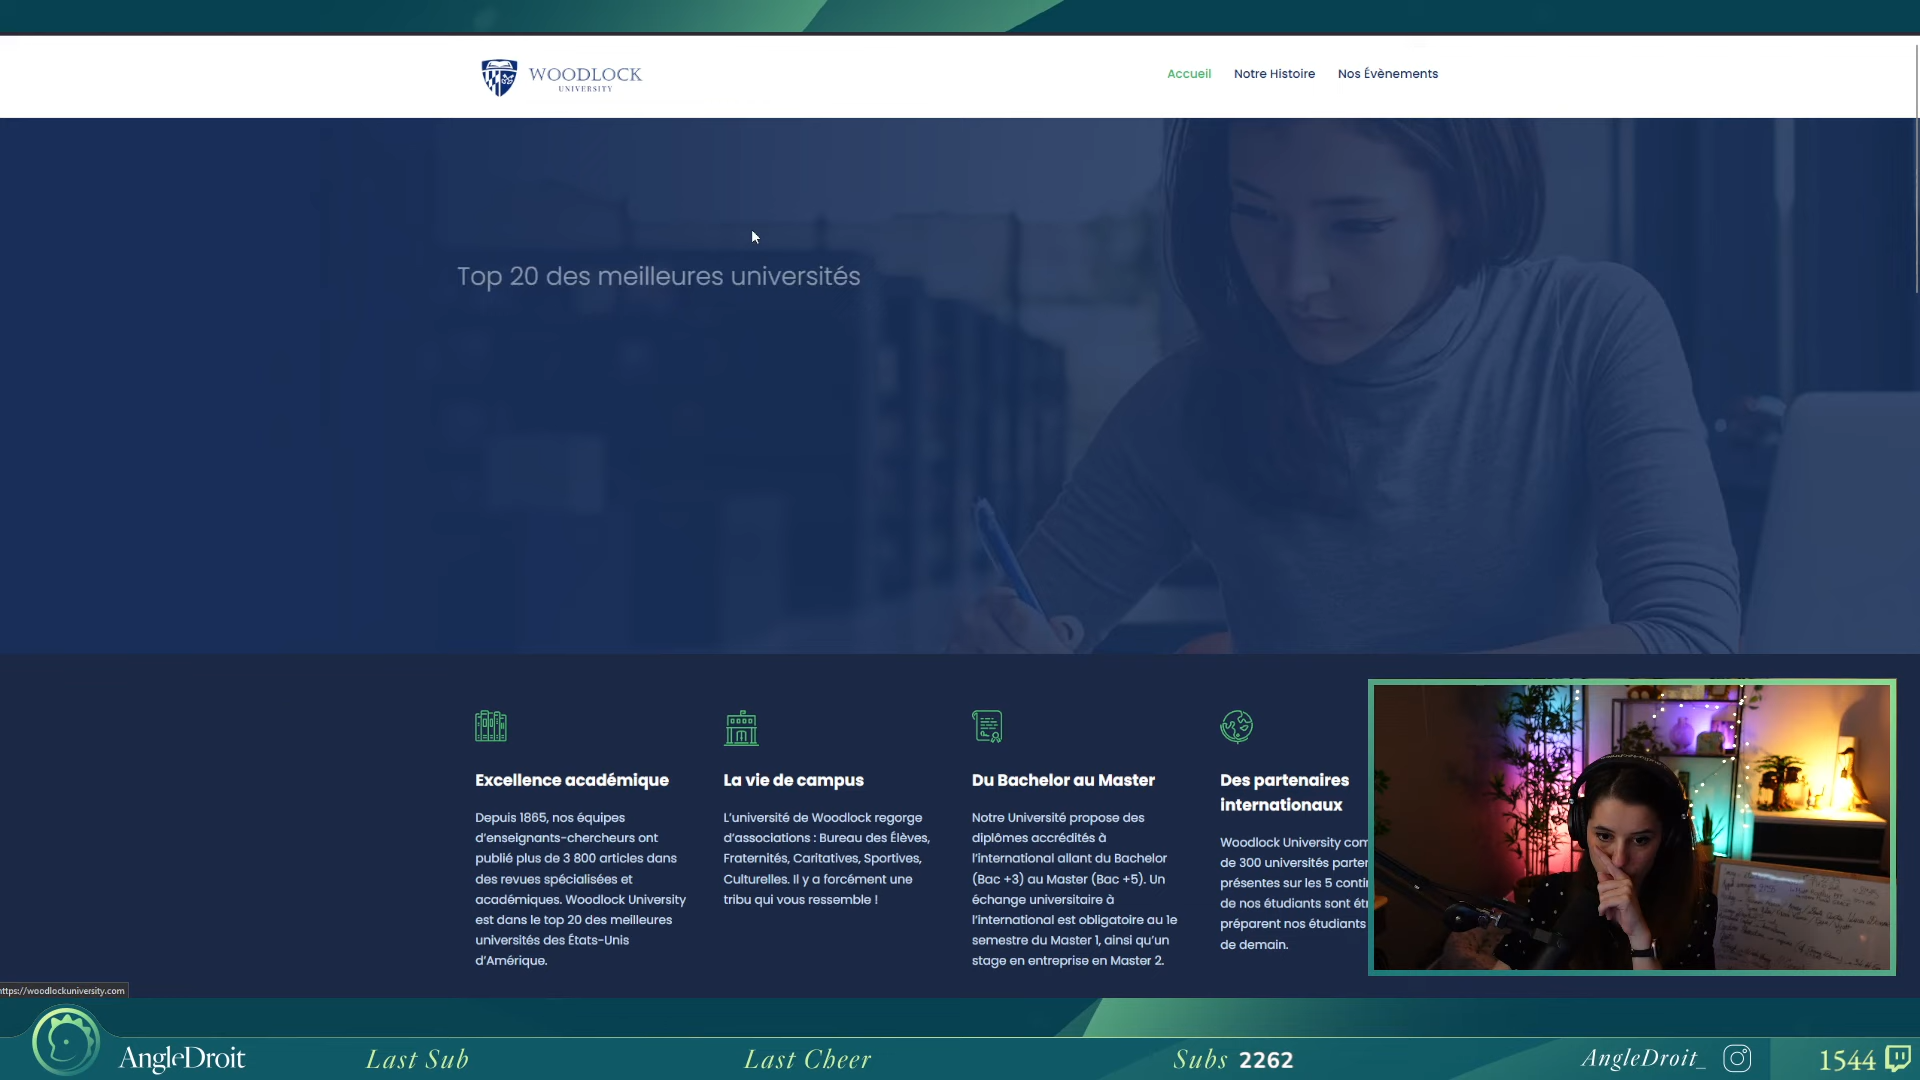 WOODLOCK
UNIVERSITY
Accueil
Notre Histoire
Nos Évènements
Top 20 des meilleures universités
Excellence académique
Depuis 1865, nos équipes
d'enseignants-chercheurs ont
publié plus de 3 800 articles dans
des revues spécialisées et
académiques. Woodlock University
est dans le top 20 des meilleures
universités des États-Unis
d'Amérique.
La vie de campus
L'université de Woodlock regorge
d'associations : Bureau des Élèves,
Fraternités, Caritatives, Sportives,
Culturelles. Il y a forcément une
tribu qui vous ressemble !
Du Bachelor au Master
Notre Université propose des
diplômes accrédités à
l'international allant du Bachelor
(Bac +3) au Master (Bac +5). Un
échange universitaire à
l'international est obligatoire au 1e
semestre du Master 1, ainsi qu'un
stage en entreprise en Master 2.
Des partenaires
internationaux
Woodlock University com
de 300 universités parter
présentes sur les 5 conti
de nos étudiants sont étr
préparent nos étudiants
de demain.
https://woodlockuniversity.com
AngleDroit
Last Sub
Last Cheer
Subs 2262
AngleDroit_
1544